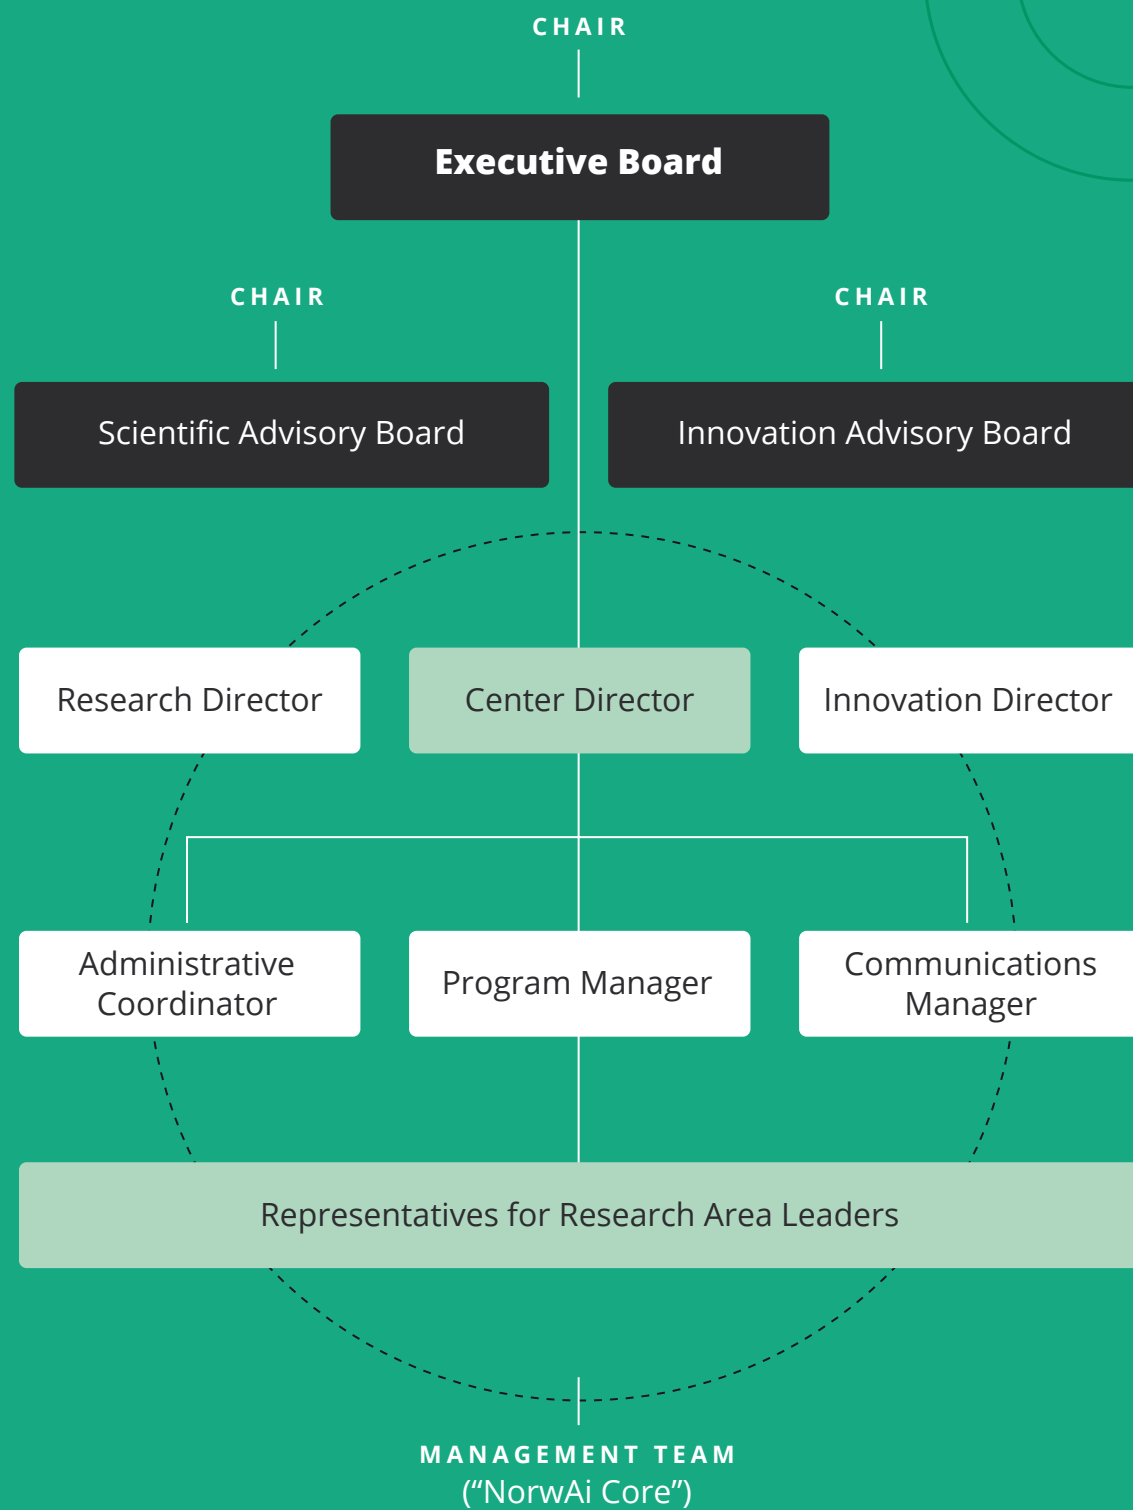 CHAIR
Executive Board
CHAIR
CHAIR
Scientific Advisory Board
Innovation Advisory Board
Research Director
Center Director
Innovation Director
Administrative
Coordinator
Program Manager
Communications
Manager
Representatives for Research Area Leaders
MANAGEMENT TEAM
(“NorwAi Core”)